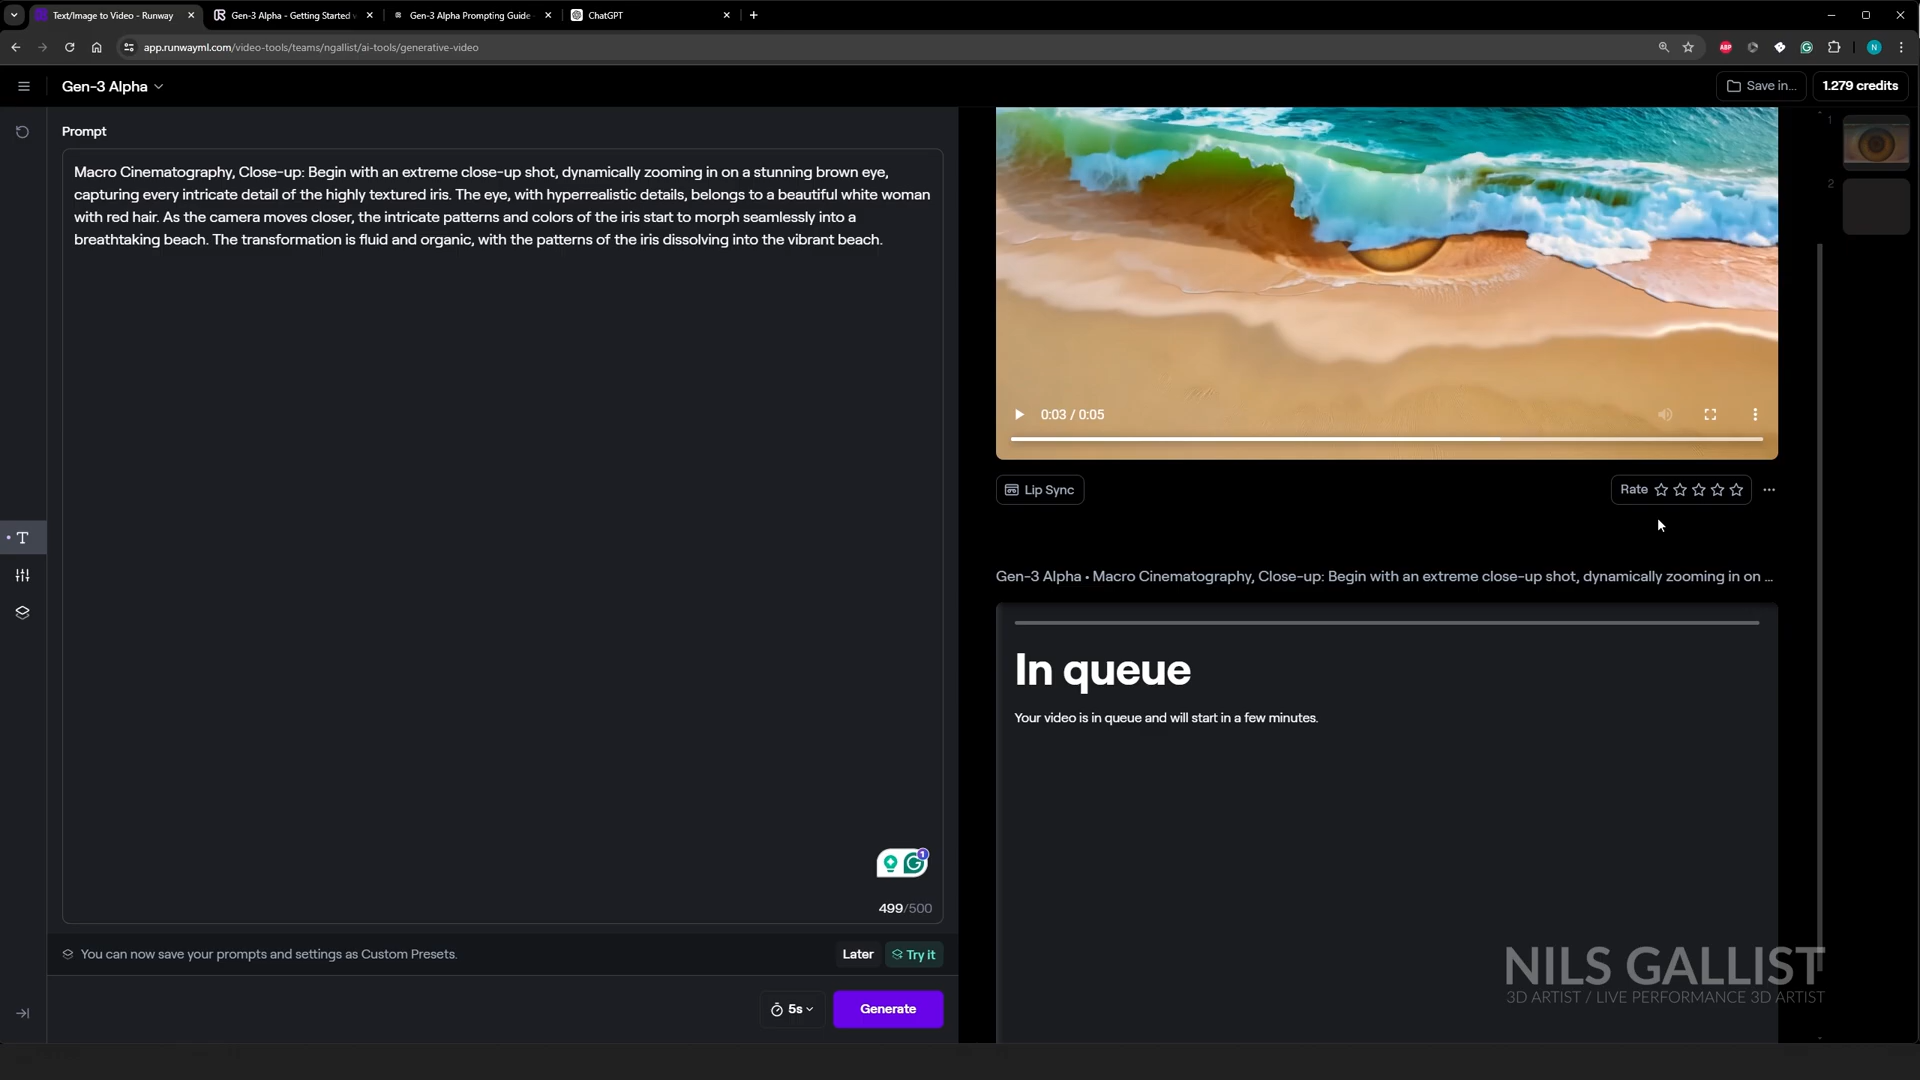 Text/Image to Video - Runway
Gen-3 Alpha - Getting Started
Gen-3 Alpha Prompting Guide
ChatGPT
app.runwayml.com/video-tools/teams/ngallist/ai-tools/generative-video
ABP
N
Gen-3 Alpha
Save in...
1.279 credits
Prompt
Macro Cinematography, Close-up: Begin with an extreme close-up shot, dynamically zooming in on a stunning brown eye,
capturing every intricate detail of the highly textured iris. The eye, with hyperrealistic details, belongs to a beautiful white woman
with red hair. As the camera moves closer, the intricate patterns and colors of the iris start to morph seamlessly into a
breathtaking beach. The transformation is fluid and organic, with the patterns of the iris dissolving into the vibrant beach.
T
1
499/500
You can now save your prompts and settings as Custom Presets.
Later
Try it
5s
Generate
0:03 / 0:05
Lip Sync
Rate
Gen-3 Alpha • Macro Cinematography, Close-up: Begin with an extreme close-up shot, dynamically zooming in on ...
In queue
Your video is in queue and will start in a few minutes.
1
2
NILS GALLIST
3D ARTIST / LIVE PERFORMANCE 3D ARTIST